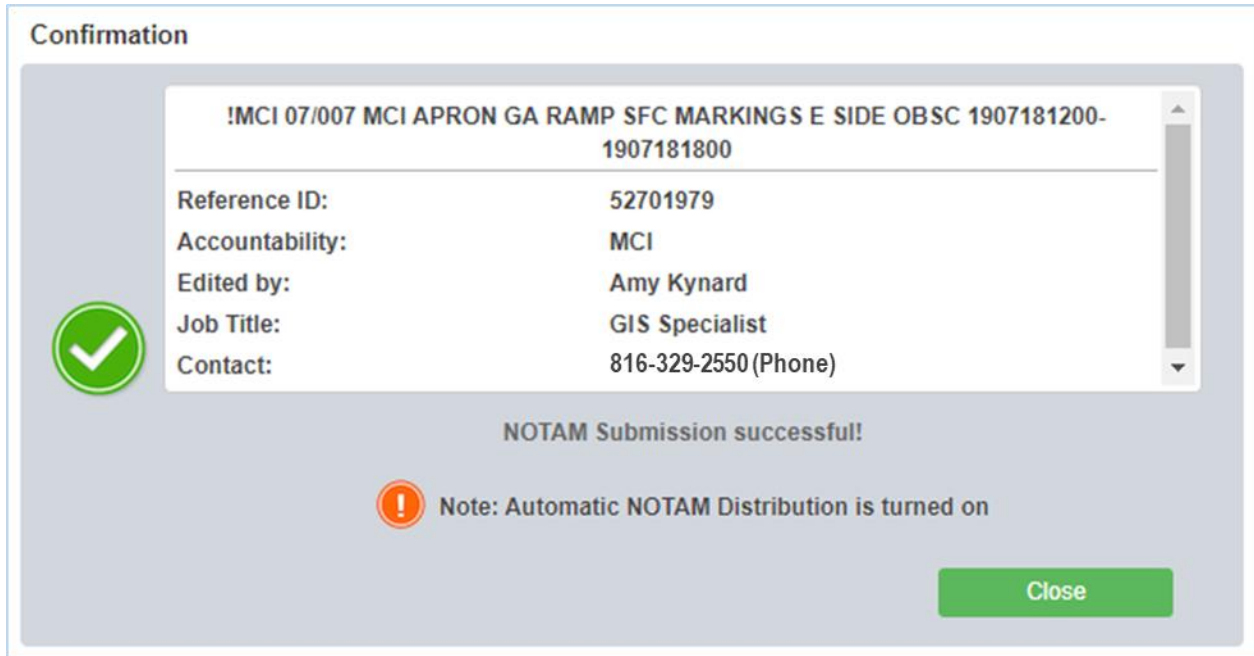 Confirmation
!MCI 07/007 MCI APRON GA RAMP SFC MARKINGS E SIDE OBSC 1907181200-
1907181800
Reference ID: 52701979
Accountability: MCI
Edited by: Amy Kynard
Job Title: GIS Specialist
Contact: 816-329-2550 (Phone)
NOTAM Submission successful!
! Note: Automatic NOTAM Distribution is turned on
Close